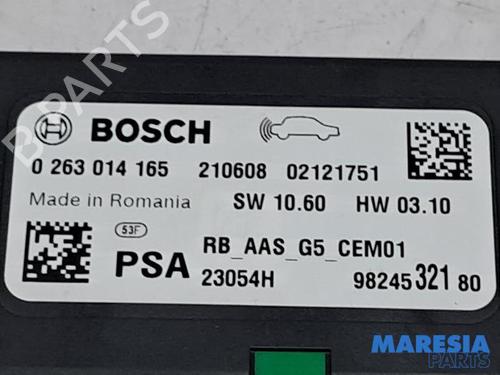 BOSCH
0 263 014 165 210608 02121751
Made in Romania SW 10.60 HW 03.10
53F
RB_AAS_G5_CEM01
PSA 23054H 98245 321 80
B PARTS
MARESIA
PARTS